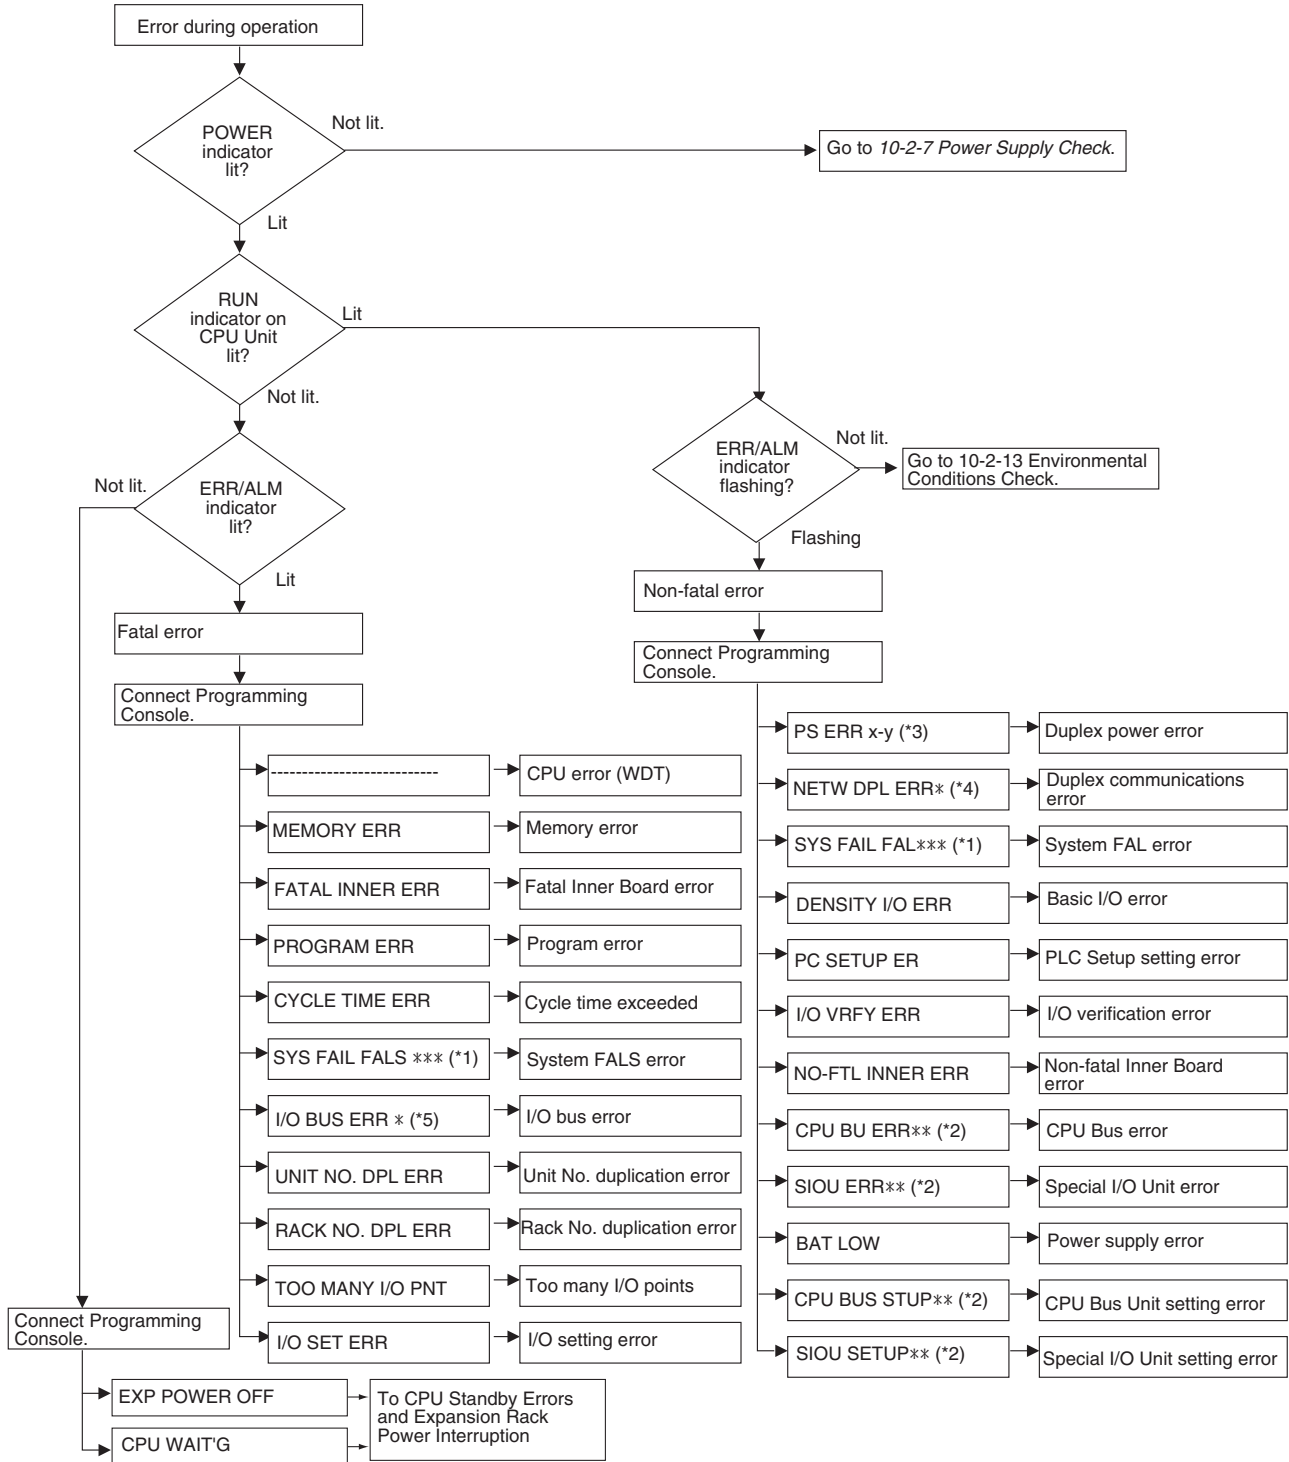 Error during operation
POWER
indicator
lit?
Not lit.
Go to 10-2-7 Power Supply Check.
Lit
RUN
indicator on
CPU Unit
lit?
Lit
Not lit.
ERR/ALM
indicator
flashing?
Not lit.
Go to 10-2-13 Environmental
Conditions Check.
Flashing
Not lit.
ERR/ALM
indicator
lit?
Lit
Non-fatal error
Fatal error
Connect Programming
Console.
Connect Programming
Console.
PS ERR x-y (*3)
Duplex power error
NETW DPL ERR* (*4)
Duplex communications
error
SYS FAIL FAL*** (*1)
System FAL error
DENSITY I/O ERR
Basic I/O error
PC SETUP ER
PLC Setup setting error
I/O VRFY ERR
I/O verification error
NO-FTL INNER ERR
Non-fatal Inner Board
error
CPU BU ERR** (*2)
CPU Bus error
SIOU ERR** (*2)
Special I/O Unit error
BAT LOW
Power supply error
CPU BUS STUP** (*2)
CPU Bus Unit setting error
SIOU SETUP** (*2)
Special I/O Unit setting error
---------------------------
CPU error (WDT)
MEMORY ERR
Memory error
FATAL INNER ERR
Fatal Inner Board error
PROGRAM ERR
Program error
CYCLE TIME ERR
Cycle time exceeded
SYS FAIL FALS *** (*1)
System FALS error
I/O BUS ERR * (*5)
I/O bus error
UNIT NO. DPL ERR
Unit No. duplication error
RACK NO. DPL ERR
Rack No. duplication error
TOO MANY I/O PNT
Too many I/O points
I/O SET ERR
I/O setting error
Connect Programming
Console.
EXP POWER OFF
CPU WAIT'G
To CPU Standby Errors
and Expansion Rack
Power Interruption